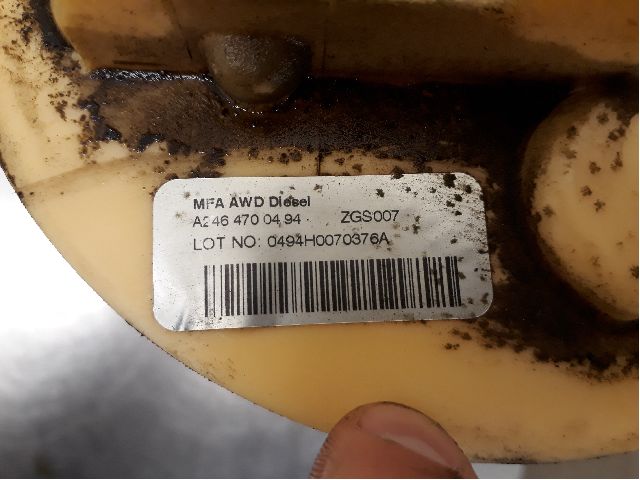 MFA AWD Diesel
A246 470 04 94 ZGS007
LOT NO: 0494H0070376A